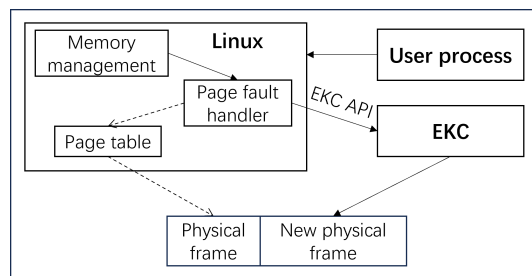 Linux
Memory
management
User process
Page fault
handler
EKC API
EKC
Page table
Physical
frame
New physical
frame